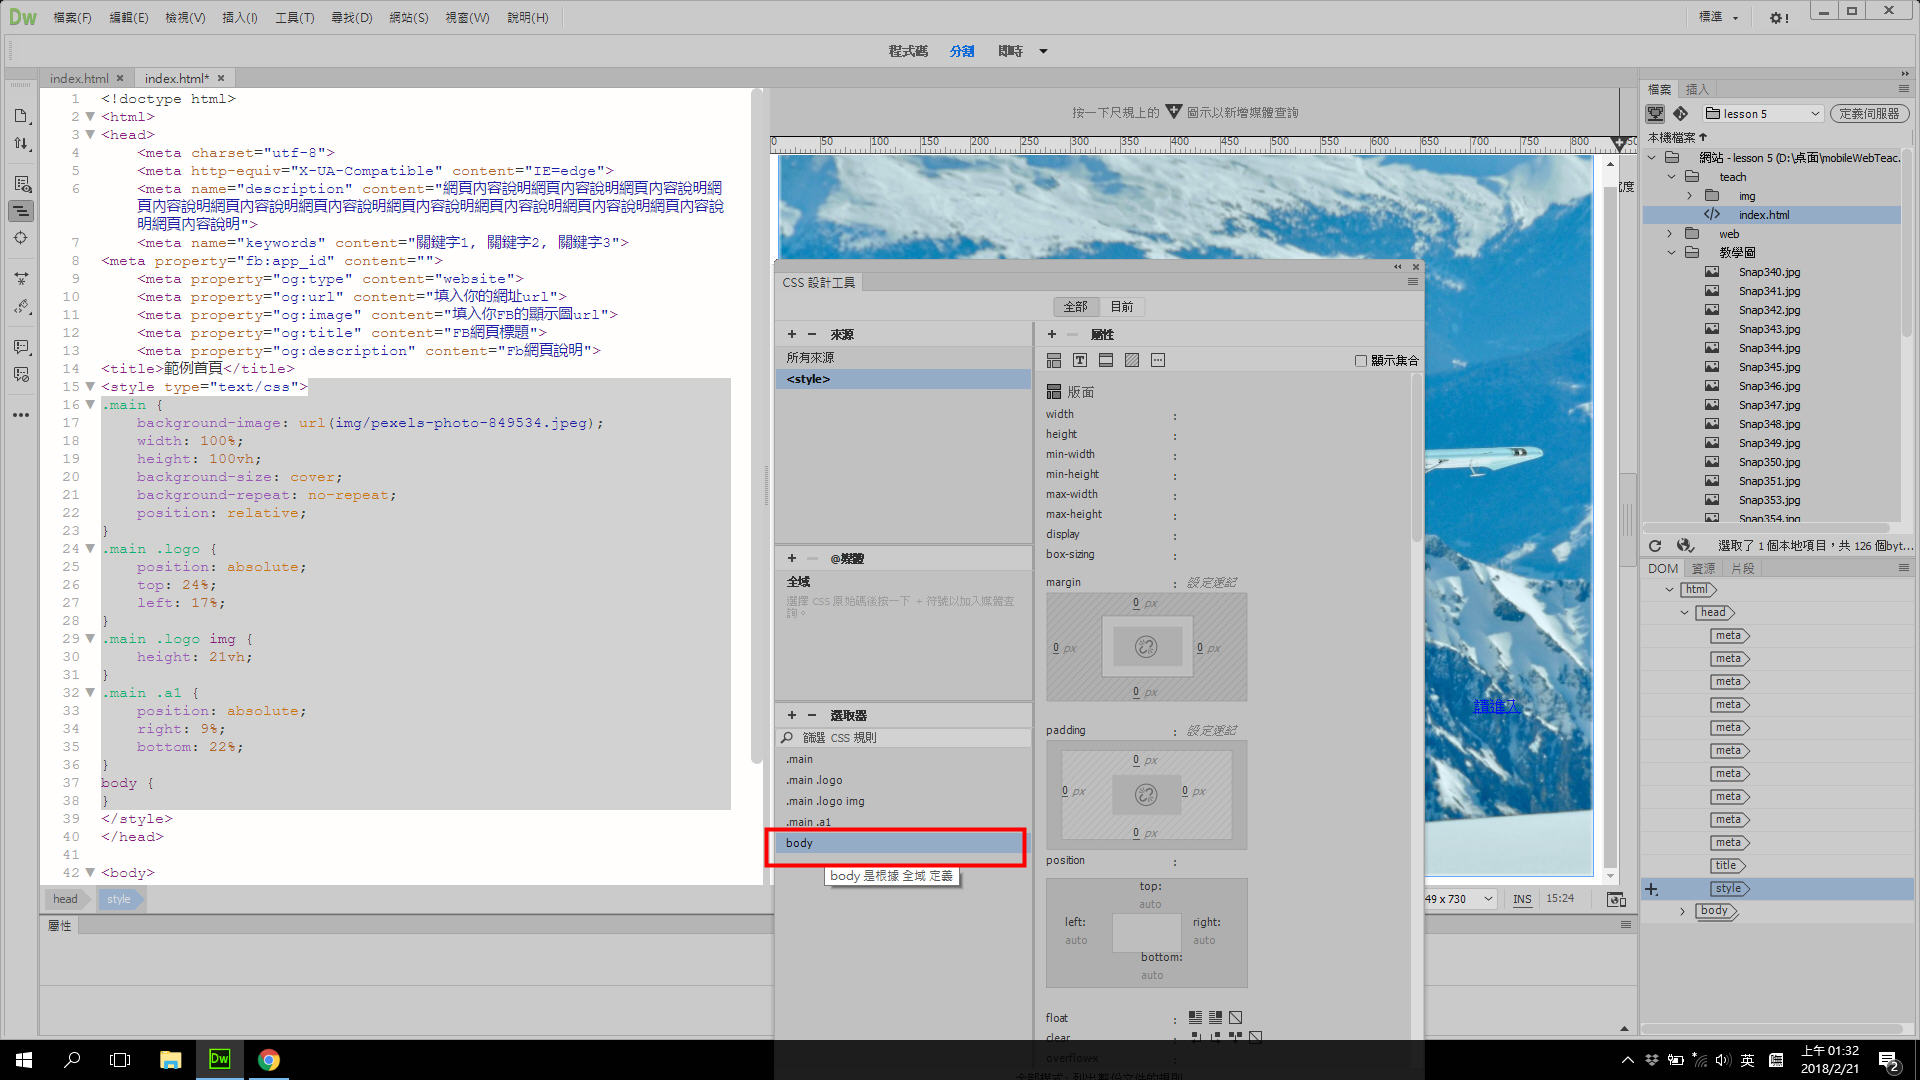 Dw 檔案(F) 編輯(E) 檢視(V) 插入(I) 工具(T) 尋找(D) 網站(S) 視窗(W) 說明(H) 標準
程式碼 分割 即時
index.html index.html*
1 <!doctype html>
2 <html>
3 <head>
4 <meta charset="utf-8">
5 <meta http-equiv="X-UA-Compatible" content="IE=edge">
6 <meta name="description" content="網頁內容說明網頁內容說明網頁內容說明網
頁內容說明網頁內容說明網頁內容說明網頁內容說明網頁內容說明網頁內容說明網頁內容說
明網頁內容說明">
7 <meta name="keywords" content="關鍵字1, 關鍵字2, 關鍵字3">
8 <meta property="fb:app_id" content="">
9 <meta property="og:type" content="website">
10 <meta property="og:url" content="填入你的網址url">
11 <meta property="og:image" content="填入你FB的顯示圖url">
12 <meta property="og:title" content="FB網頁標題">
13 <meta property="og:description" content="Fb網頁說明">
14 <title>範例首頁</title>
15 <style type="text/css">
16 .main {
17 background-image: url(img/pexels-photo-849534.jpeg);
18 width: 100%;
19 height: 100vh;
20 background-size: cover;
21 background-repeat: no-repeat;
22 position: relative;
23 }
24 .main .logo {
25 position: absolute;
26 top: 24%;
27 left: 17%;
28 }
29 .main .logo img {
30 height: 21vh;
31 }
32 .main .a1 {
33 position: absolute;
34 right: 9%;
35 bottom: 22%;
36 }
37 body {
38 }
39 </style>
40 </head>
41
42 <body>
head style
屬性
按一下尺規上的 圖示以新增媒體查詢
0 50 100 150 200 250 300 350 400 450 500 550 600 650 700 750 800
請進入
CSS 設計工具
全部 目前
+ − 來源
所有來源
<style>
+ − @媒體
全域
選擇 CSS 原始碼後按一下 + 符號以加入媒體查
詢。
+ − 選取器
篩選 CSS 規則
.main
.main .logo
.main .logo img
.main .a1
body
body 是根據 全域 定義
+ − 屬性
顯示集合
版面
width :
height :
min-width :
min-height :
max-width :
max-height :
display :
box-sizing :
margin : 設定速記
0 px
0 px 0 px
0 px
padding : 設定速記
0 px
0 px 0 px
0 px
position :
top:
auto
left: right:
auto auto
bottom:
auto
float :
clear :
overflow-x :
49 x 730 INS 15:24
檔案 插入
lesson 5 定義伺服器
本機檔案
網站 - lesson 5 (D:\桌面\mobileWebTeac...
teach
img
index.html
web
教學圖
Snap340.jpg
Snap341.jpg
Snap342.jpg
Snap343.jpg
Snap344.jpg
Snap345.jpg
Snap346.jpg
Snap347.jpg
Snap348.jpg
Snap349.jpg
Snap350.jpg
Snap351.jpg
Snap353.jpg
Snap354.jpg
選取了 1 個本地項目，共 126 個byt...
DOM 資源 片段
html
head
meta
meta
meta
meta
meta
meta
meta
meta
meta
meta
title
style
body
Dw
英
上午 01:32
2018/2/21
2